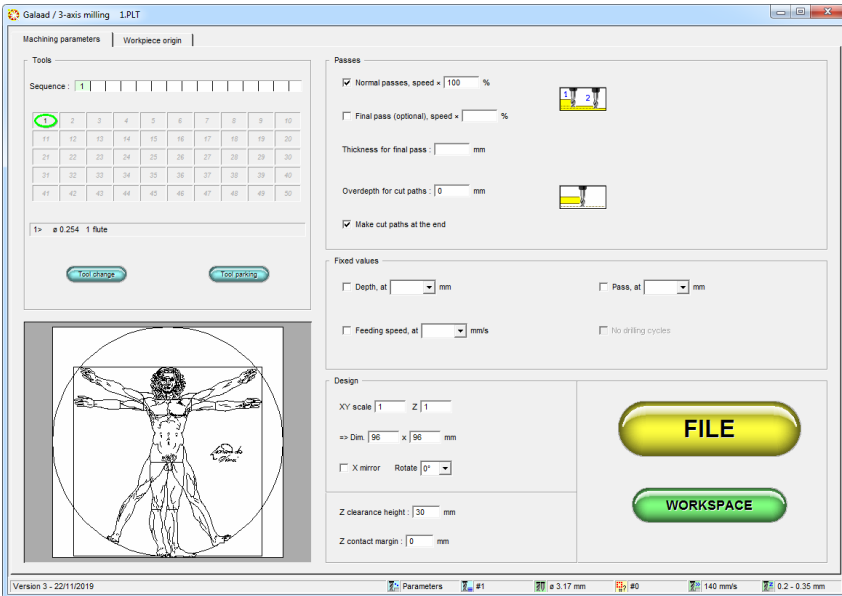 Galaad / 3-axis milling 1.PLT
Machining parameters
Workpiece origin
Tools
Sequence : 1
1 2 3 4 5 6 7 8 9 10
11 12 13 14 15 16 17 18 19 20
21 22 23 24 25 26 27 28 29 30
31 32 33 34 35 36 37 38 39 40
41 42 43 44 45 46 47 48 49 50
1> ø 0.254 1 flute
Tool change
Tool parking
Passes
Normal passes, speed × 100 %
1 2
Final pass (optional), speed × %
Thickness for final pass : mm
Overdepth for cut paths : 0 mm
Make cut paths at the end
Fixed values
Depth, at mm
Pass, at mm
Feeding speed, at mm/s
No drilling cycles
Design
XY scale 1 Z 1
=> Dim. 96 x 96 mm
X mirror Rotate 0°
Z clearance height : 30 mm
Z contact margin : 0 mm
FILE
WORKSPACE
Version 3 - 22/11/2019
Parameters
#1
ø 3.17 mm
#0
140 mm/s
0.2 - 0.35 mm